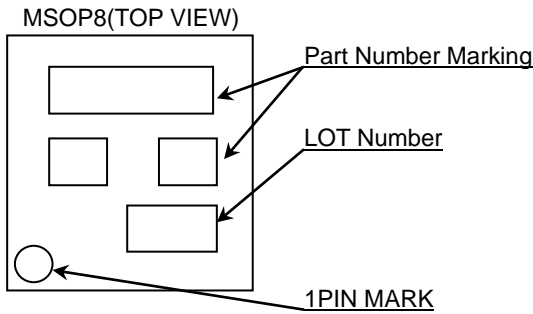 MSOP8(TOP VIEW)
Part Number Marking
LOT Number
1PIN MARK